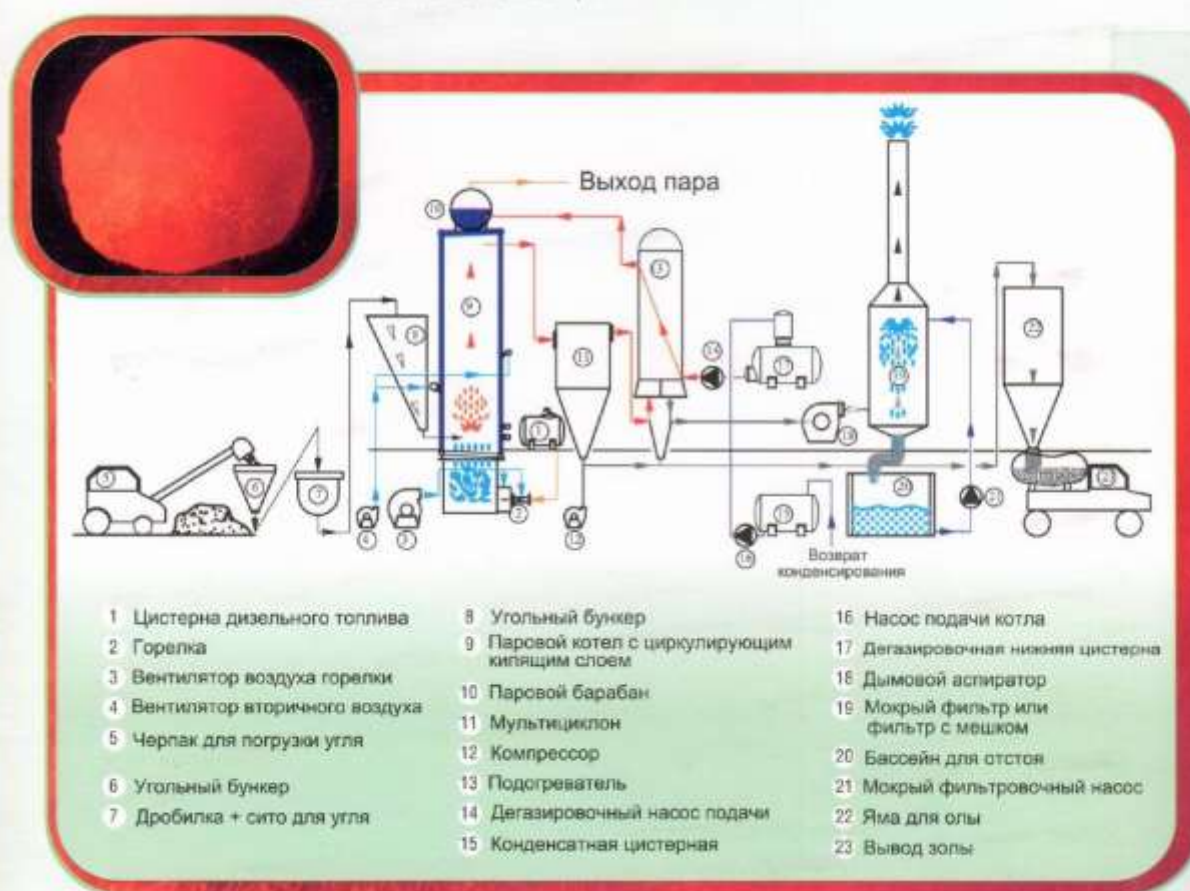 Выход пара
Возврат
конденсирования
1 Цистерна дизельного топлива
2 Горелка
3 Вентилятор воздуха горелки
4 Вентилятор вторичного воздуха
5 Черпак для погрузки угля
6 Угольный бункер
7 Дробилка + сито для угля
8 Угольный бункер
9 Паровой котел с циркулирующим
кипящим слоем
10 Паровой барабан
11 Мультициклон
12 Компрессор
13 Подогреватель
14 Дегазировочный насос подачи
15 Конденсатная цистерная
16 Насос подачи котла
17 Дегазировочная нижняя цистерна
18 Дымовой аспиратор
19 Мокрый фильтр или
фильтр с мешком
20 Бассейн для отстоя
21 Мокрый фильтровочный насос
22 Яма для олы
23 Вывод золы